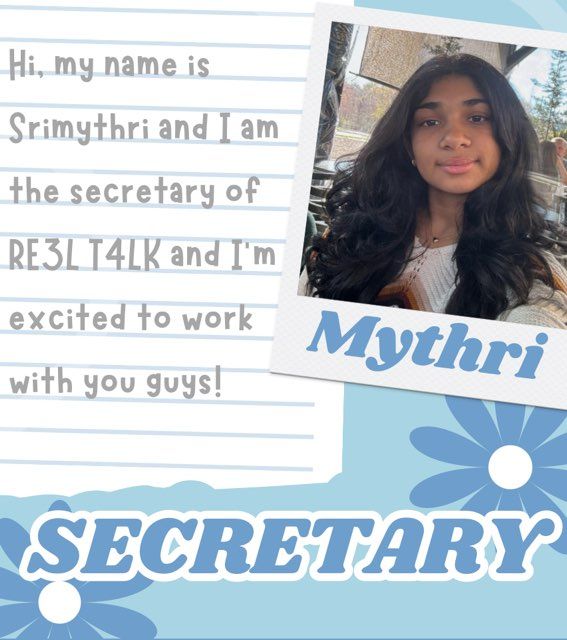 Hi, my name is
Srimythri and I am
the secretary of
RE3L T4LK and I'm
excited to work
with you guys!
Mythri
SECRETARY